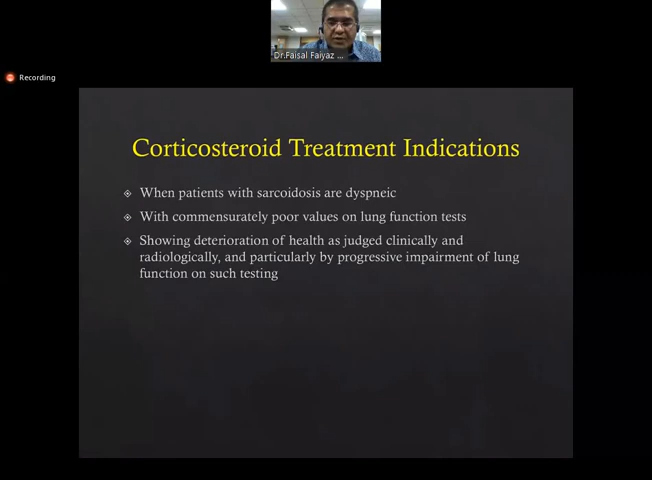 Dr.Faisal Faiyaz ...
Recording
Corticosteroid Treatment Indications
When patients with sarcoidosis are dyspneic
With commensurately poor values on lung function tests
Showing deterioration of health as judged clinically and
radiologically, and particularly by progressive impairment of lung
function on such testing